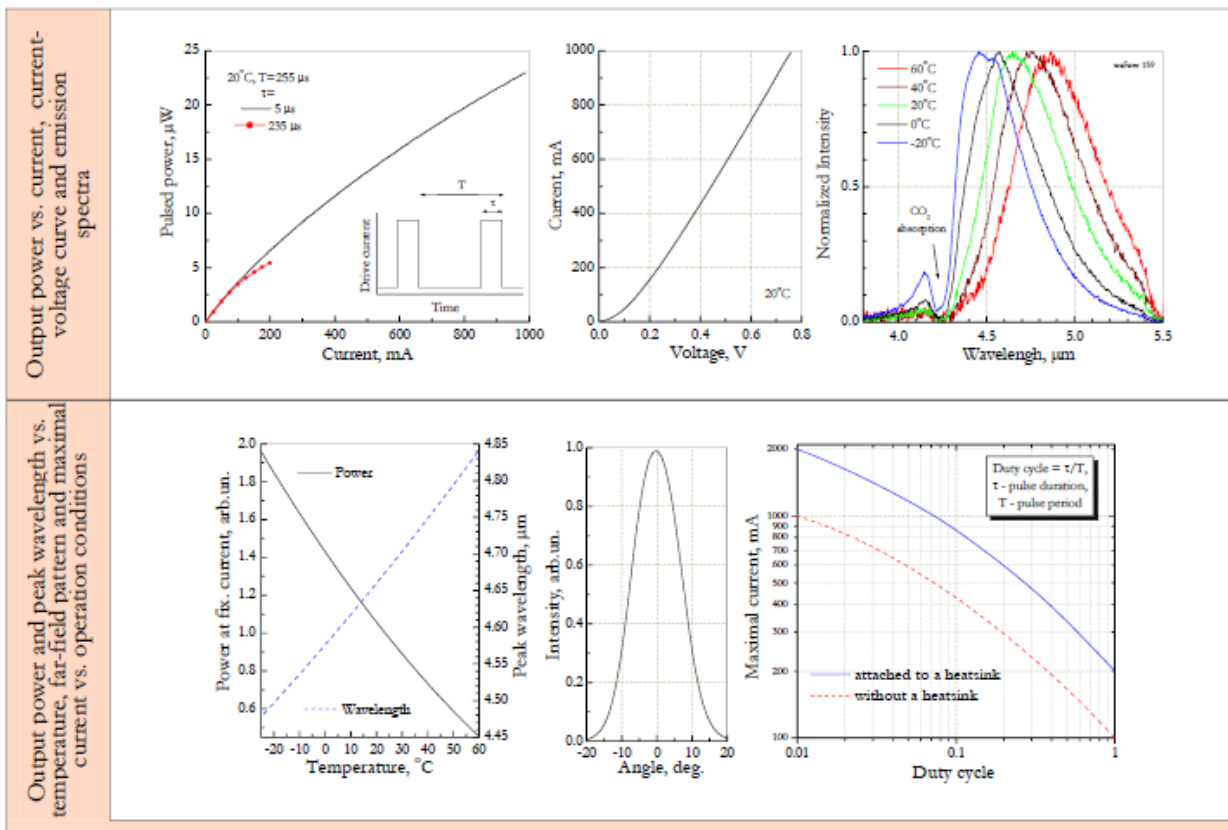 Output power vs. current, current-
voltage curve and emission
spectra
25
20
15
10
5
0
0
200
400
600
800
1000
Pulsed power, µW
Current, mA
20°C, T=255 µs
τ=
5 µs
235 µs
T
τ
Drive current
Time
1000
800
600
400
200
0
0.0
0.2
0.4
0.6
0.8
Current, mA
Voltage, V
20°C
1.0
0.5
0.0
4.0
4.5
5.0
5.5
Normalized Intensity
Wavelengh, µm
60°C
40°C
20°C
0°C
-20°C
CO2
absorption
wafer 159
Output power and peak wavelength vs.
temperature, far-field pattern and maximal
current vs. operation conditions
2.0
1.8
1.6
1.4
1.2
1.0
0.8
0.6
-20
-10
0
10
20
30
40
50
60
Power at fix. current, arb.un.
Temperature, °C
Power
Wavelength
4.85
4.80
4.75
4.70
4.65
4.60
4.55
4.50
4.45
Peak wavelength, µm
1.0
0.8
0.6
0.4
0.2
0.0
-20
-10
0
10
20
Intensity, arb.un.
Angle, deg.
2000
1000
900
800
700
600
500
400
300
200
100
0.01
0.1
1
Maximal current, mA
Duty cycle
Duty cycle = τ/T,
τ - pulse duration,
T - pulse period
attached to a heatsink
without a heatsink